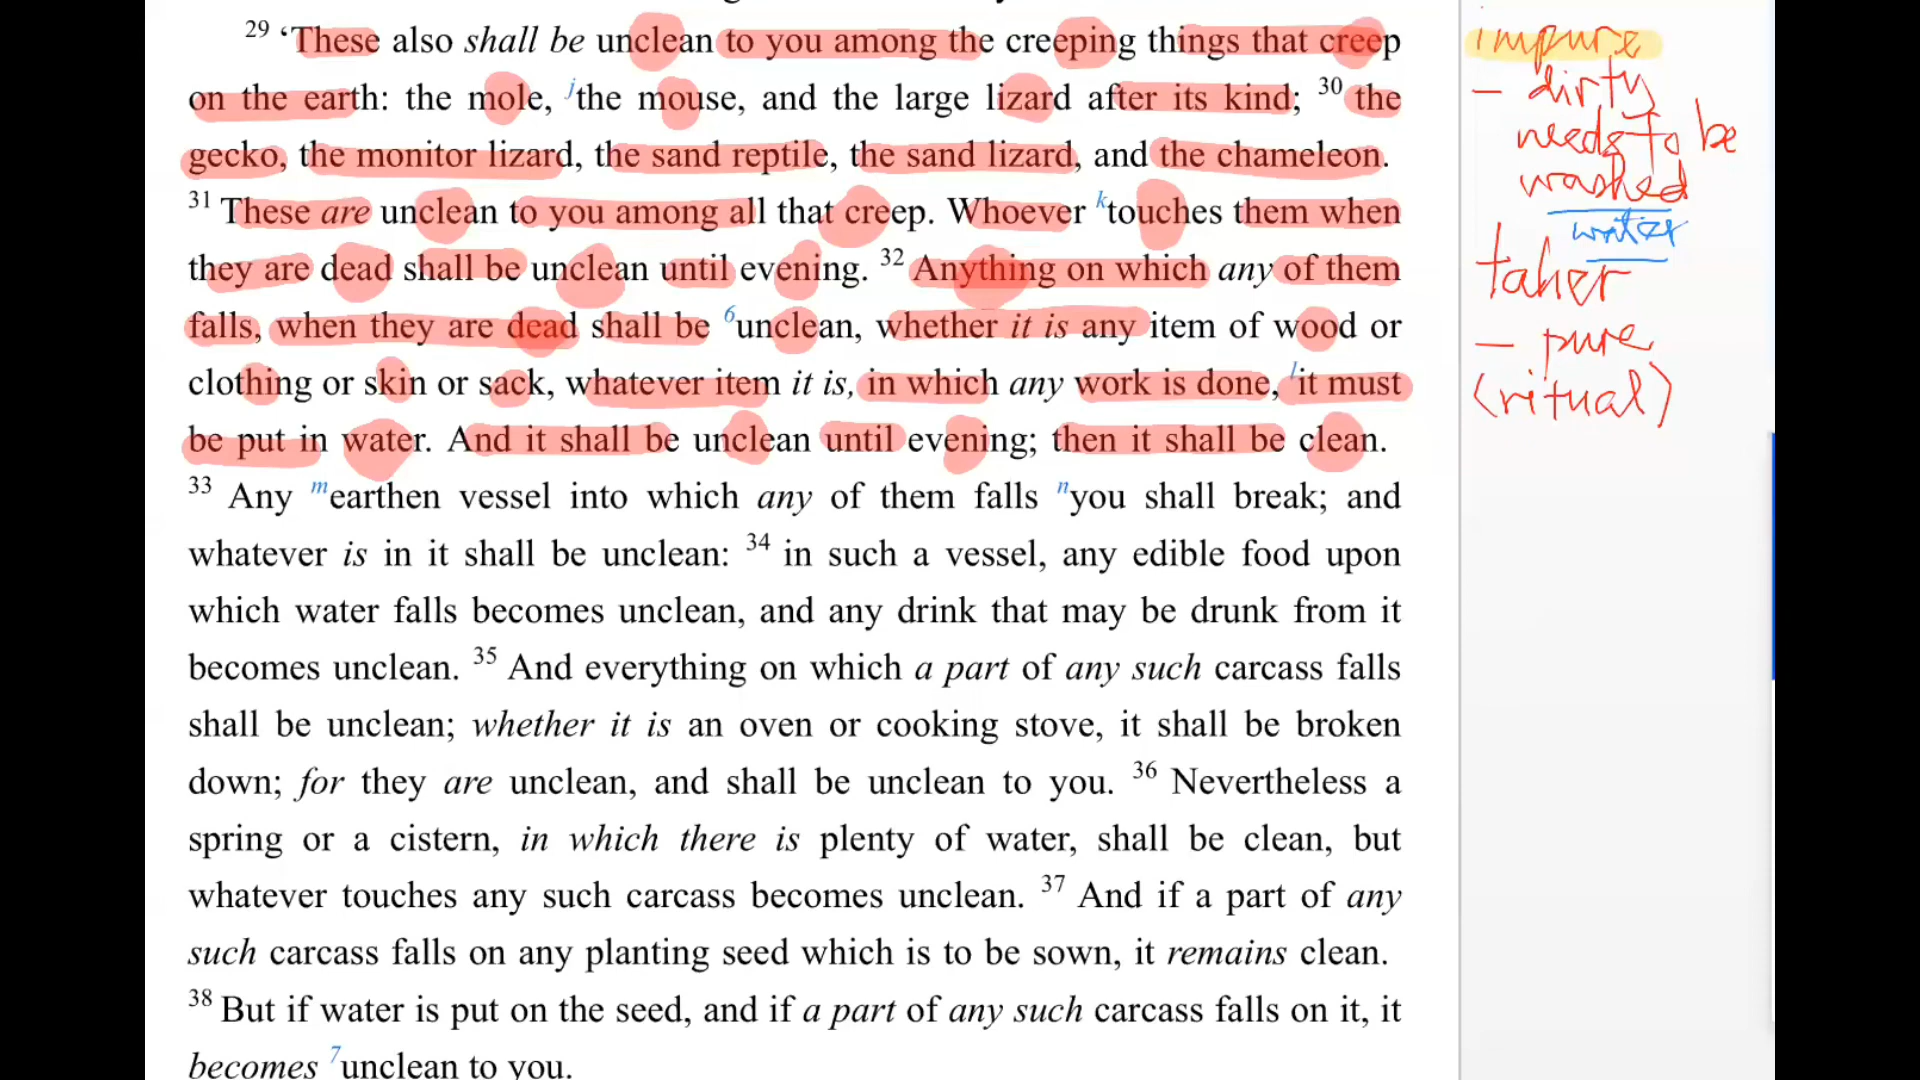 29 ‘These also shall be unclean to you among the creeping things that creep
on the earth: the mole, jthe mouse, and the large lizard after its kind; 30 the
gecko, the monitor lizard, the sand reptile, the sand lizard, and the chameleon.
31 These are unclean to you among all that creep. Whoever ktouches them when
they are dead shall be unclean until evening. 32 Anything on which any of them
falls, when they are dead shall be 6unclean, whether it is any item of wood or
clothing or skin or sack, whatever item it is, in which any work is done, lit must
be put in water. And it shall be unclean until evening; then it shall be clean.
33 Any mearthen vessel into which any of them falls nyou shall break; and
whatever is in it shall be unclean: 34 in such a vessel, any edible food upon
which water falls becomes unclean, and any drink that may be drunk from it
becomes unclean. 35 And everything on which a part of any such carcass falls
shall be unclean; whether it is an oven or cooking stove, it shall be broken
down; for they are unclean, and shall be unclean to you. 36 Nevertheless a
spring or a cistern, in which there is plenty of water, shall be clean, but
whatever touches any such carcass becomes unclean. 37 And if a part of any
such carcass falls on any planting seed which is to be sown, it remains clean.
38 But if water is put on the seed, and if a part of any such carcass falls on it, it
becomes 7unclean to you.
impure
– dirty
needs to be
washed
water
taher
– pure
(ritual)